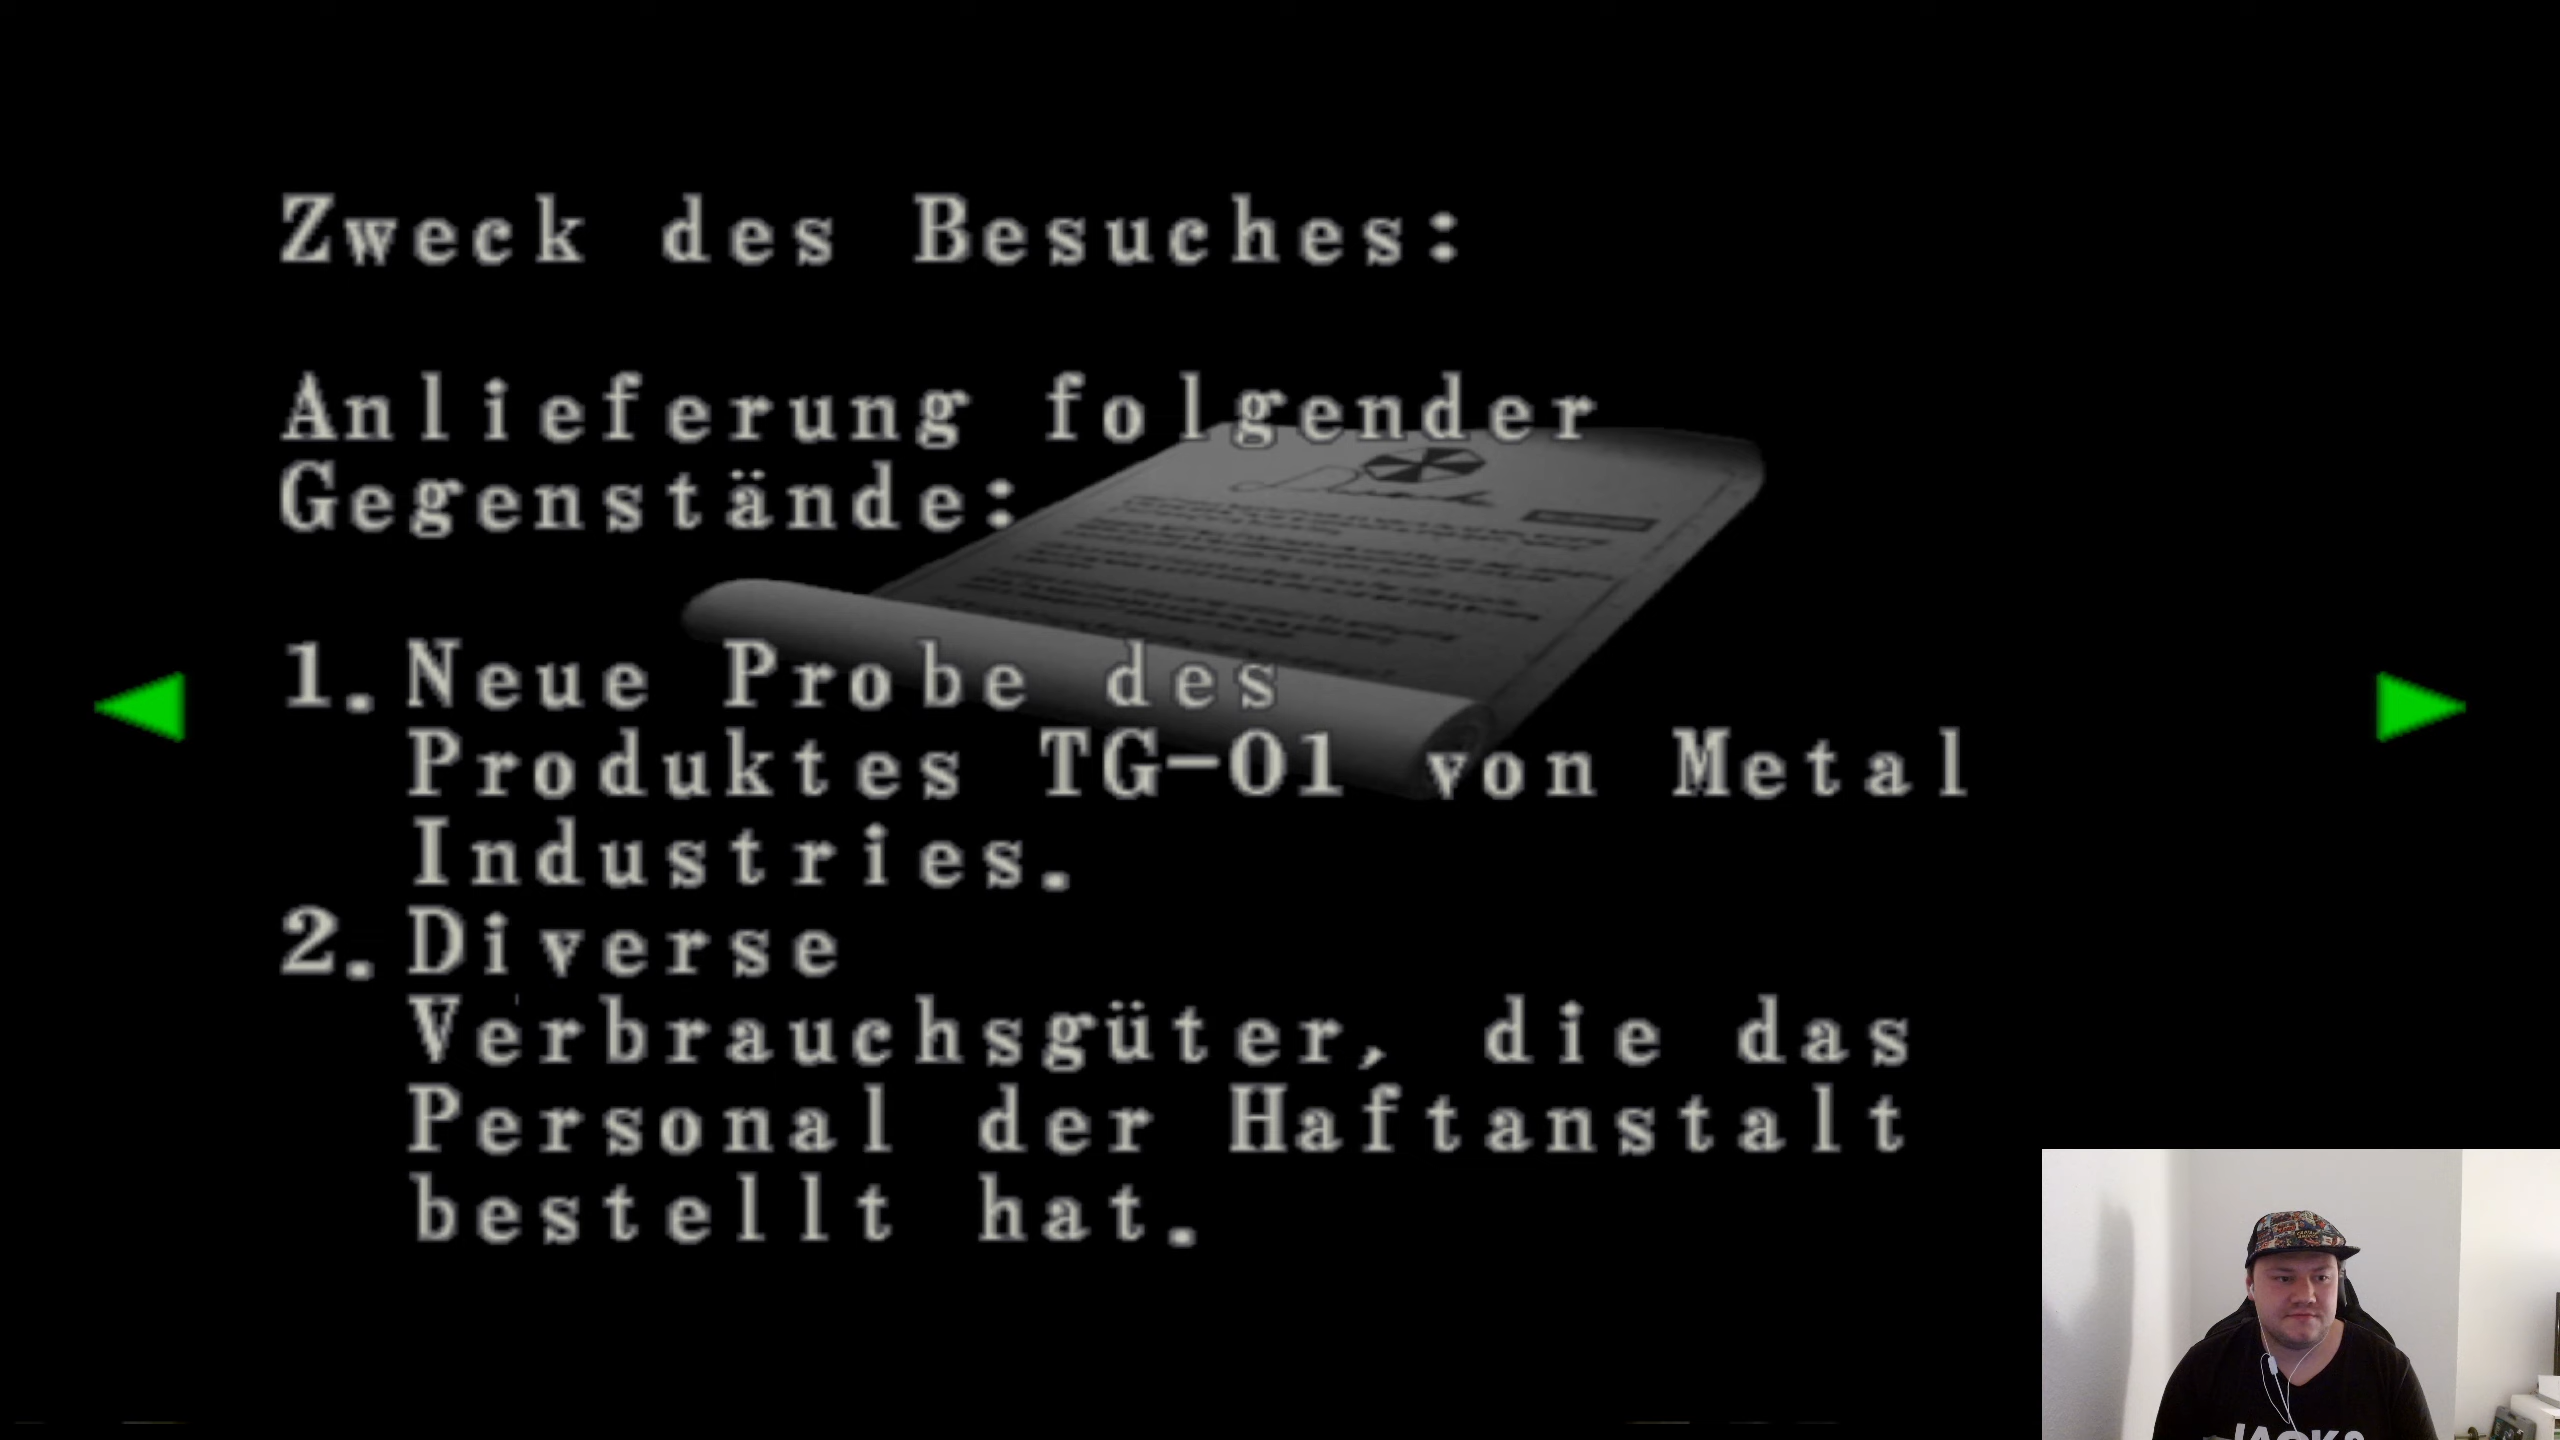 Zweck des Besuches:
Anlieferung folgender
Gegenstände:
1. Neue Probe des
Produktes TG-01 von Metal
Industries.
2. Diverse
Verbrauchsgüter, die das
Personal der Haftanstalt
bestellt hat.